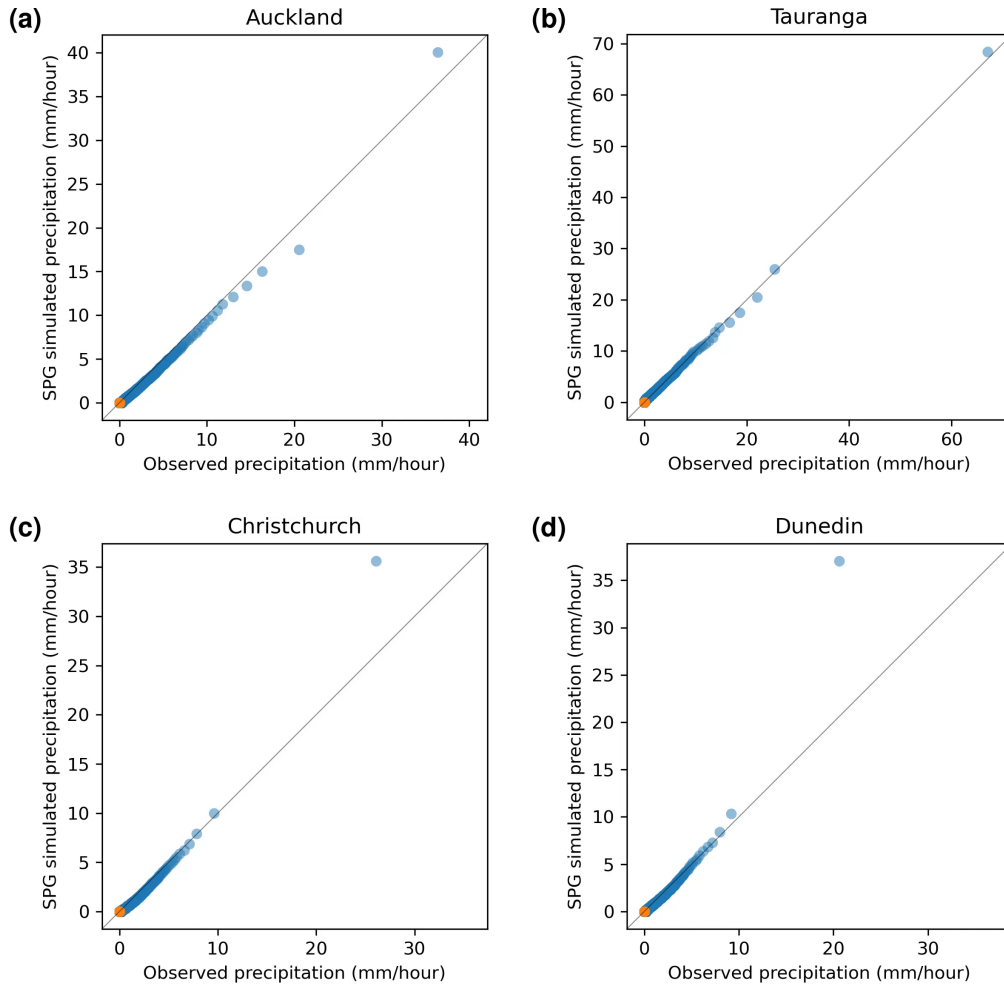 (a)
Auckland
SPG simulated precipitation (mm/hour)
40
35
30
25
20
15
10
5
0
0 10 20 30 40
Observed precipitation (mm/hour)
(b)
Tauranga
SPG simulated precipitation (mm/hour)
70
60
50
40
30
20
10
0
0 20 40 60
Observed precipitation (mm/hour)
(c)
Christchurch
SPG simulated precipitation (mm/hour)
35
30
25
20
15
10
5
0
0 10 20 30
Observed precipitation (mm/hour)
(d)
Dunedin
SPG simulated precipitation (mm/hour)
35
30
25
20
15
10
5
0
0 10 20 30
Observed precipitation (mm/hour)